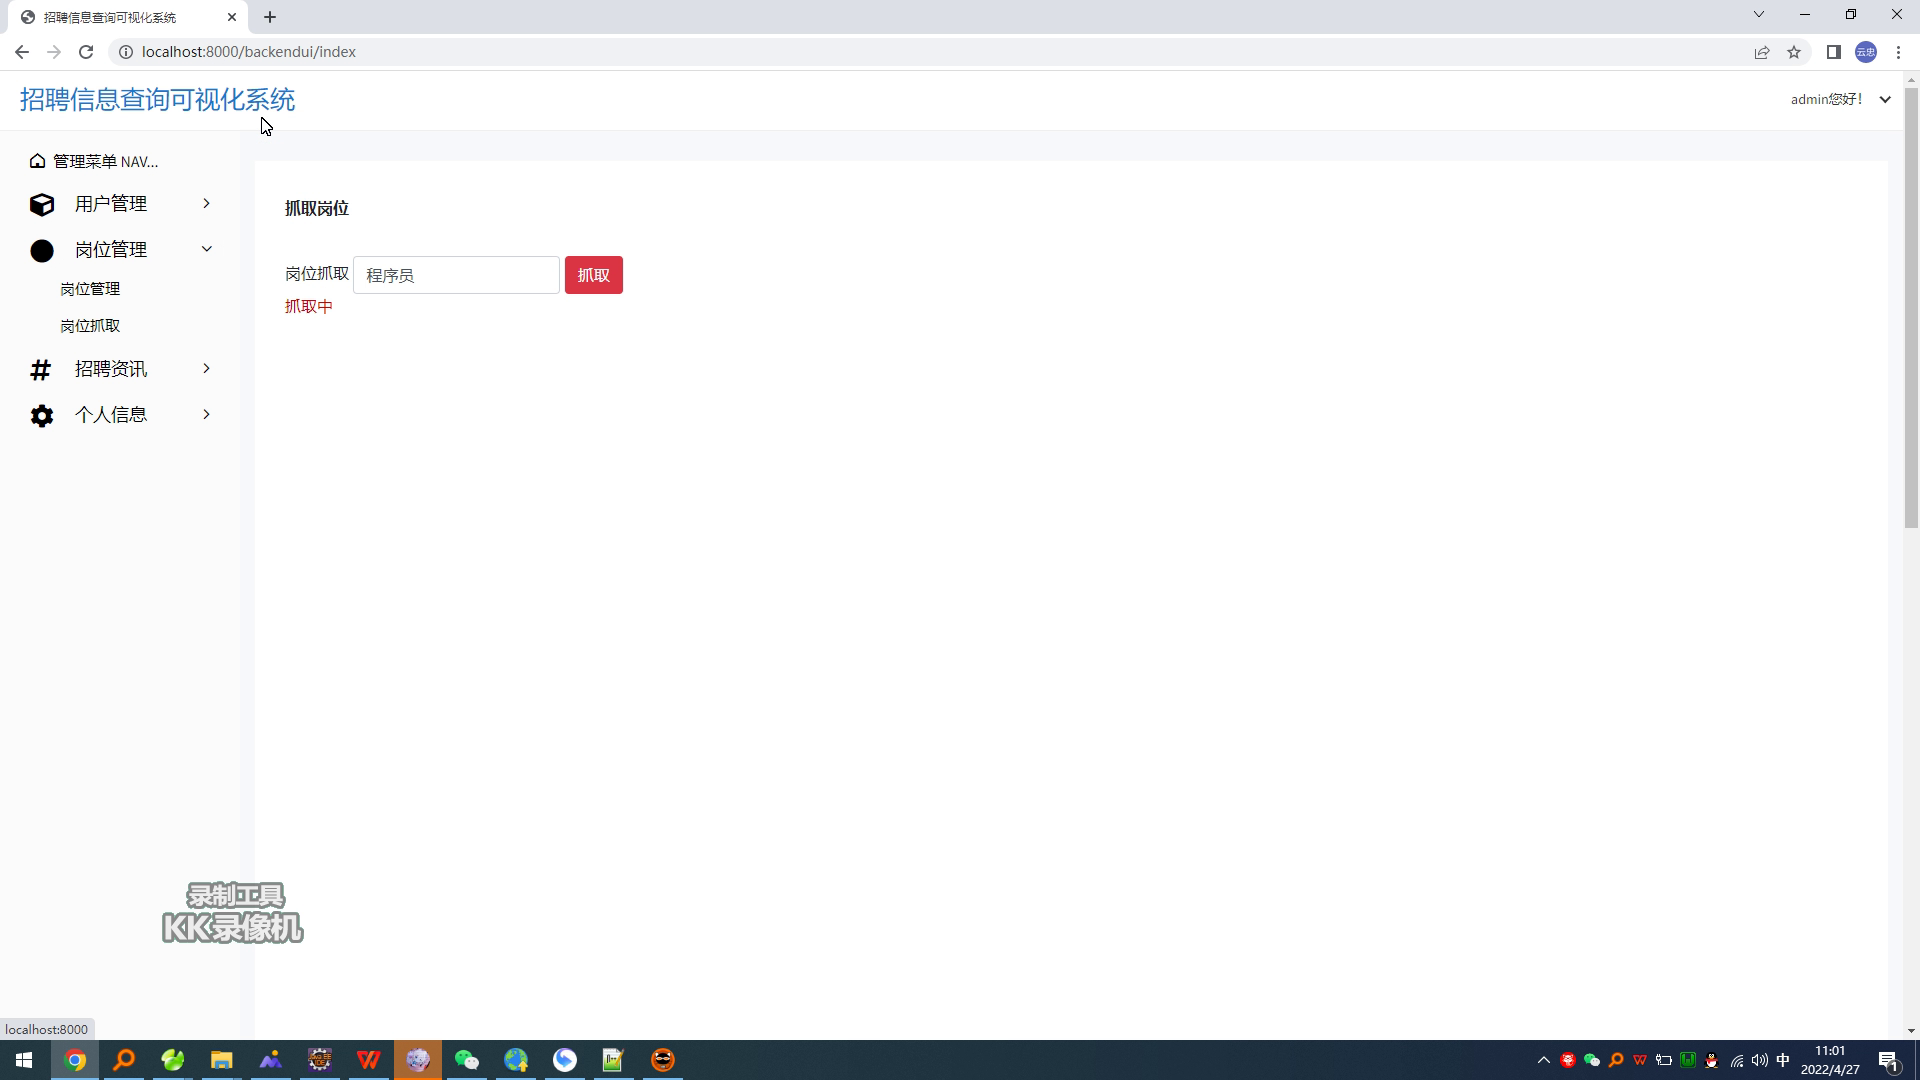 招聘信息查询可视化系统
localhost:8000/backendui/index
云忠
招聘信息查询可视化系统
admin您好！
管理菜单 NAV...
用户管理
岗位管理
岗位管理
岗位抓取
招聘资讯
个人信息
抓取岗位
岗位抓取 程序员 抓取
抓取中
录制工具
KK录像机
localhost:8000
中
11:01
2022/4/27
1